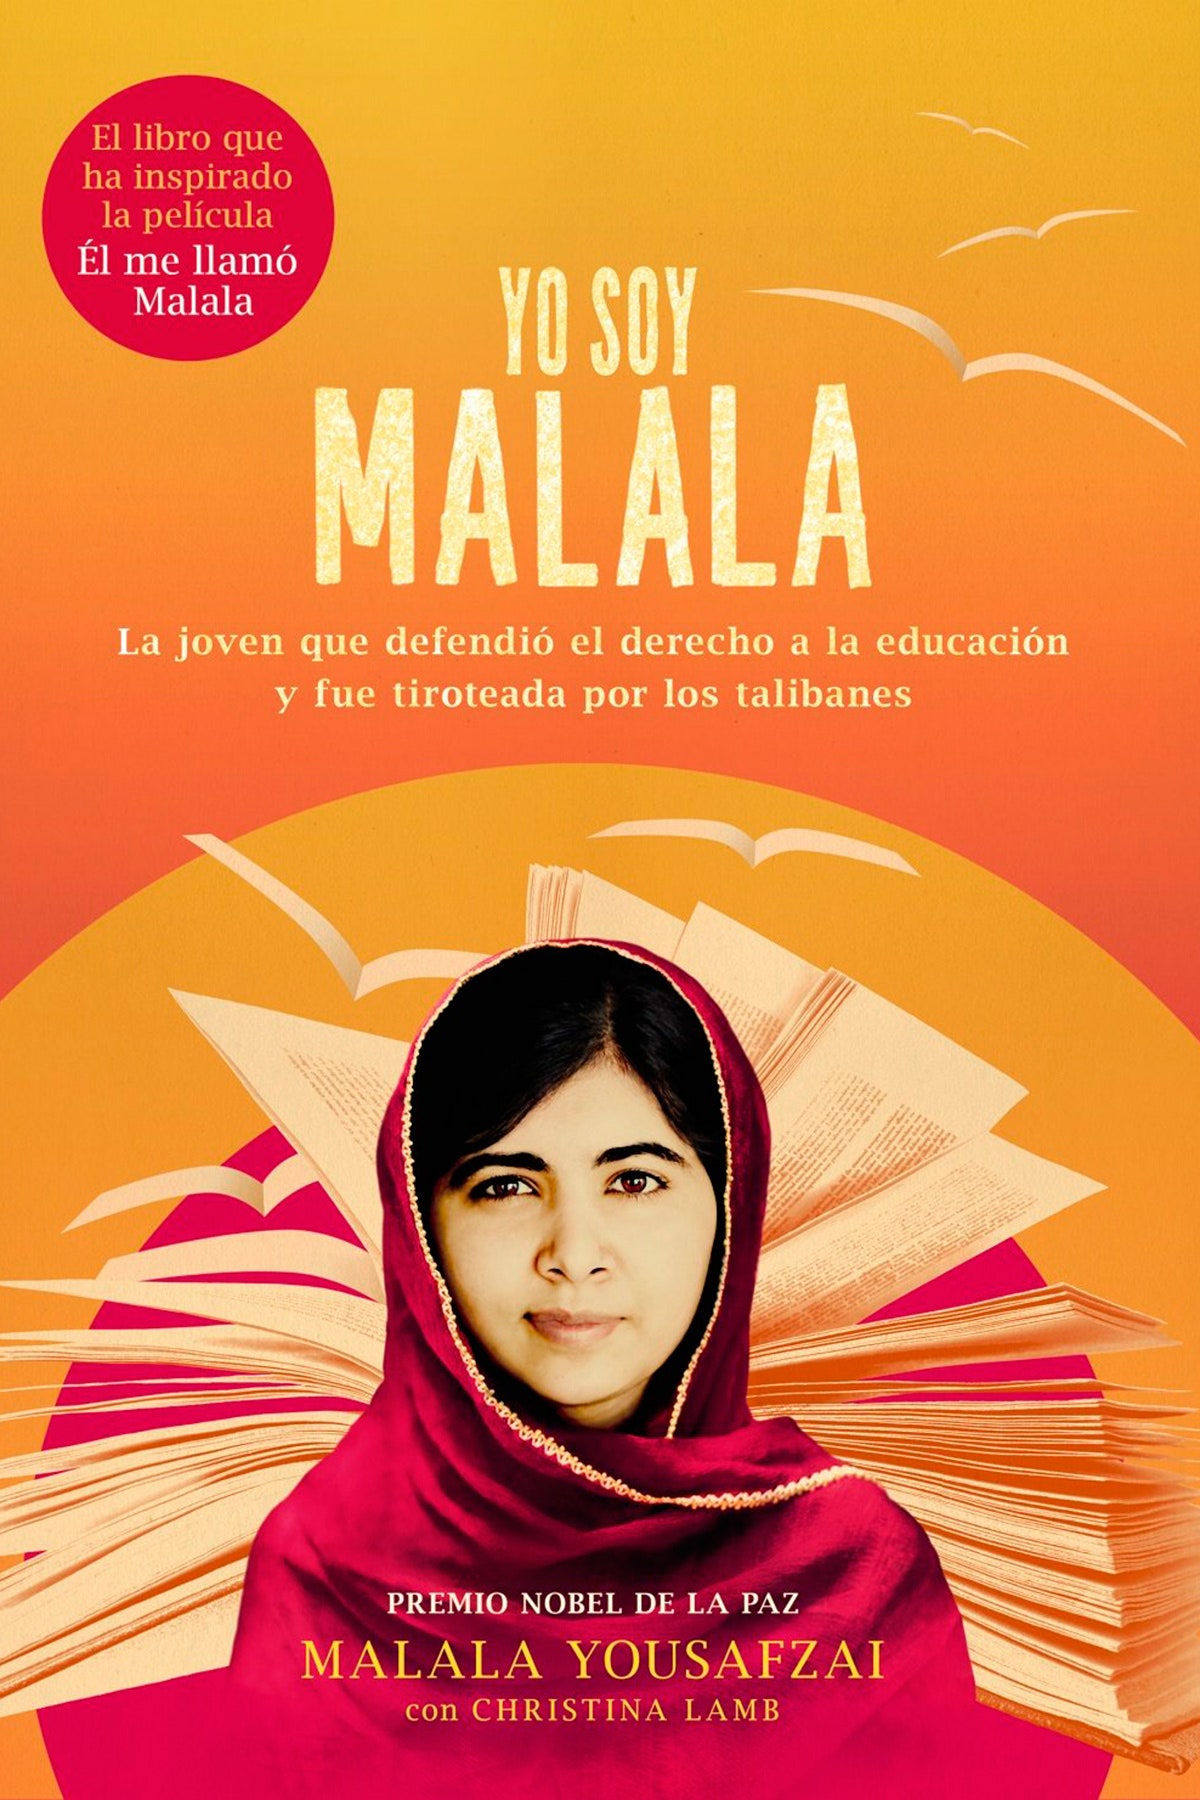 El libro que
ha inspirado
la película
Él me llamó
Malala
YO SOY
MALALA
La joven que defendió el derecho a la educación
y fue tiroteada por los talibanes
PREMIO NOBEL DE LA PAZ
MALALA YOUSAFZAI
con CHRISTINA LAMB